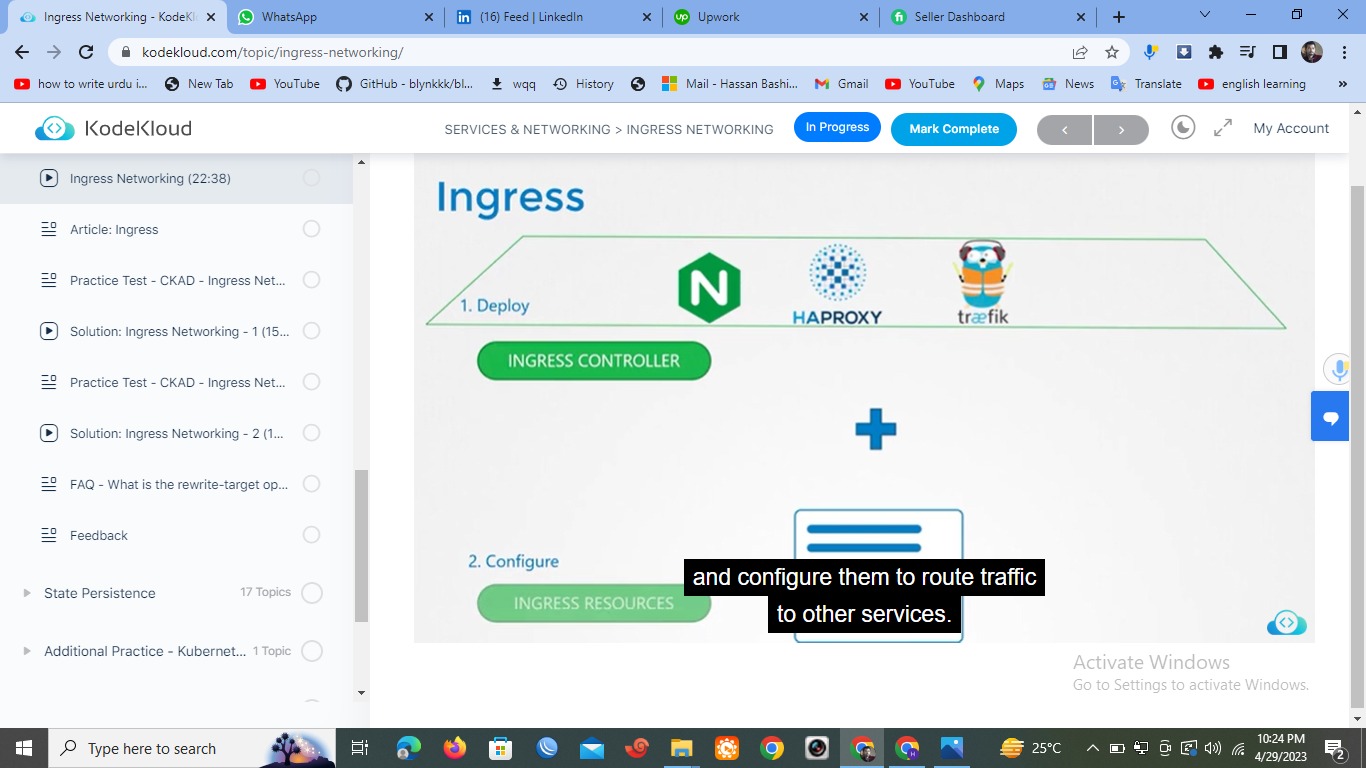 Ingress Networking - KodeKl
WhatsApp
(16) Feed | LinkedIn
Upwork
Seller Dashboard
kodekloud.com/topic/ingress-networking/
how to write urdu i...
New Tab
YouTube
GitHub - blynkkk/bl...
wqq
History
Mail - Hassan Bashi...
Gmail
YouTube
Maps
News
Translate
english learning
KodeKloud
SERVICES & NETWORKING > INGRESS NETWORKING
In Progress
Mark Complete
My Account
Ingress Networking (22:38)
Article: Ingress
Practice Test - CKAD - Ingress Net...
Solution: Ingress Networking - 1 (15...
Practice Test - CKAD - Ingress Net...
Solution: Ingress Networking - 2 (1...
FAQ - What is the rewrite-target op...
Feedback
State Persistence
17 Topics
Additional Practice - Kubernet...
1 Topic
Ingress
1. Deploy
N
HAPROXY
træfik
INGRESS CONTROLLER
2. Configure
INGRESS RESOURCES
and configure them to route traffic
to other services.
Activate Windows
Go to Settings to activate Windows.
Type here to search
25°C
10:24 PM
4/29/2023
2